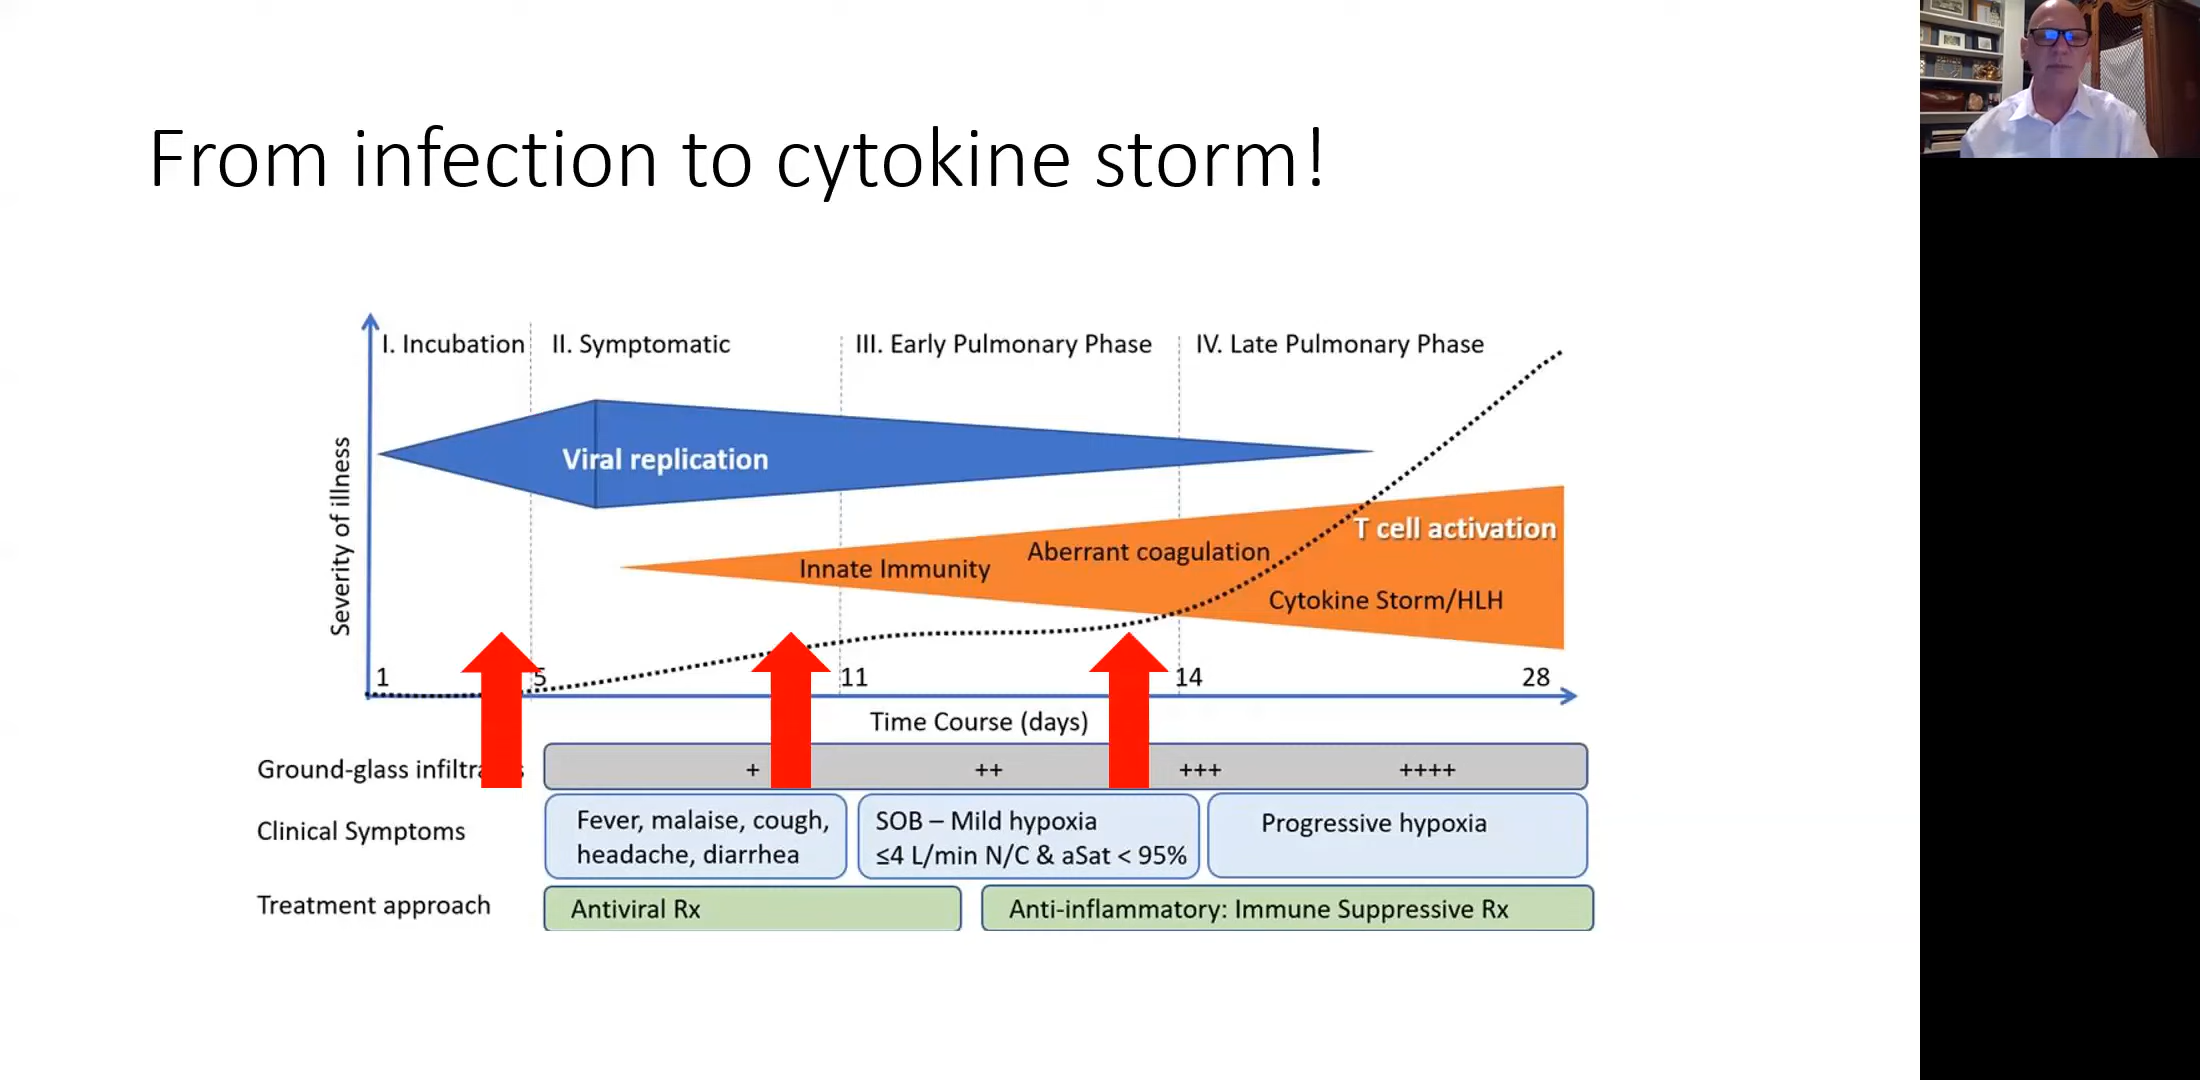 From infection to cytokine storm!
I. Incubation
II. Symptomatic
III. Early Pulmonary Phase
IV. Late Pulmonary Phase
Severity of illness
Viral replication
T cell activation
Aberrant coagulation
Innate Immunity
Cytokine Storm/HLH
1
5
11
14
28
Time Course (days)
Ground-glass
+
++
+++
++++
Clinical Symptoms
Fever, malaise, cough,
headache, diarrhea
SOB – Mild hypoxia
≤4 L/min N/C & aSat < 95%
Progressive hypoxia
Treatment approach
Antiviral Rx
Anti-inflammatory: Immune Suppressive Rx